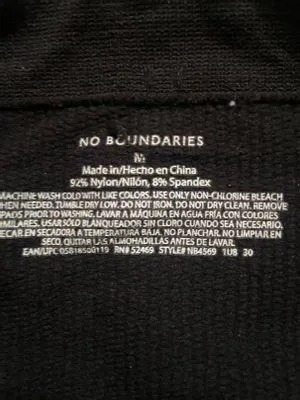 NO BOUNDARIES
M
Made in/Hecho en China
92% Nylon/Nilón, 8% Spandex
MACHINE WASH COLD WITH LIKE COLORS. USE ONLY NON-CHLORINE BLEACH
WHEN NEEDED. TUMBLE DRY LOW. DO NOT IRON. DO NOT DRY CLEAN. REMOVE
PADS PRIOR TO WASHING. LAVAR A MÁQUINA EN AGUA FRÍA CON COLORES
SIMILARES. USAR SÓLO BLANQUEADOR SIN CLORO CUANDO SEA NECESARIO.
SECAR EN SECADORA A TEMPERATURA BAJA. NO PLANCHAR. NO LIMPIAR EN
SECO. QUITAR LAS ALMOHADILLAS ANTES DE LAVAR.
EAN/UPC 05818500119 RN# 52469 STYLE# NB4569 1U8 30